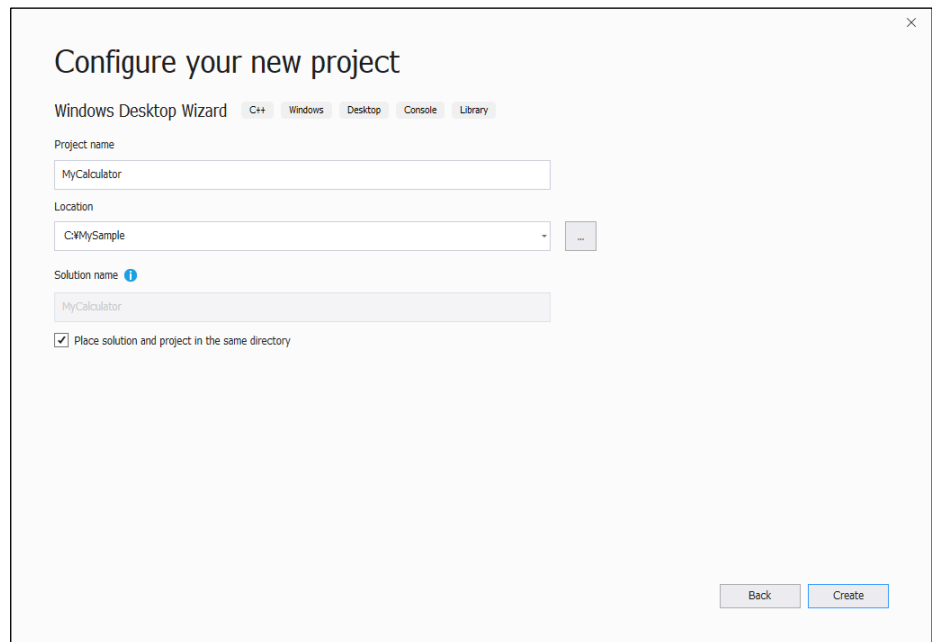 Configure your new project
Windows Desktop Wizard C++ Windows Desktop Console Library
Project name
MyCalculator
Location
C:¥MySample
...
Solution name i
MyCalculator
Place solution and project in the same directory
Back Create